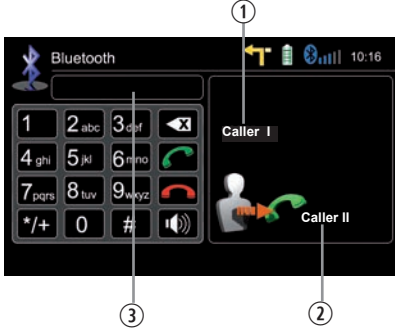 ①
Bluetooth 10:16
1 2 abc 3 def
Caller I
4 ghi 5 jkl 6 mno
7 pqrs 8 tuv 9 wxyz
Caller II
*/+ 0 #
③ ②